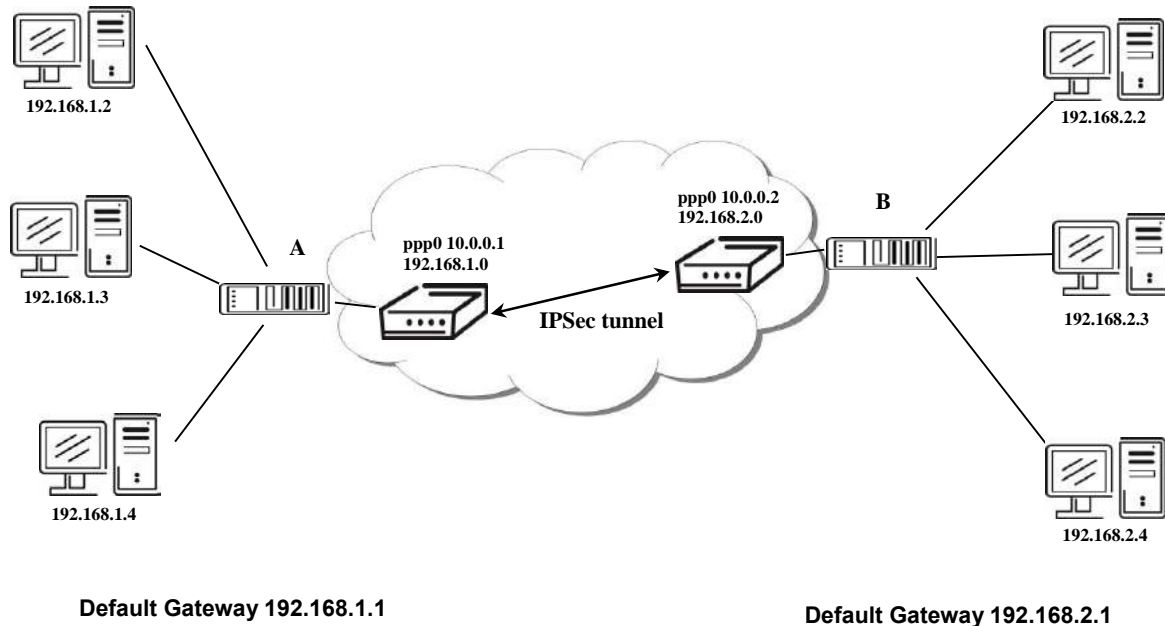 192.168.1.2
192.168.2.2
ppp0 10.0.0.2
192.168.2.0
B
A
ppp0 10.0.0.1
192.168.1.0
192.168.1.3
IPSec tunnel
192.168.2.3
192.168.1.4
192.168.2.4
Default Gateway 192.168.1.1
Default Gateway 192.168.2.1